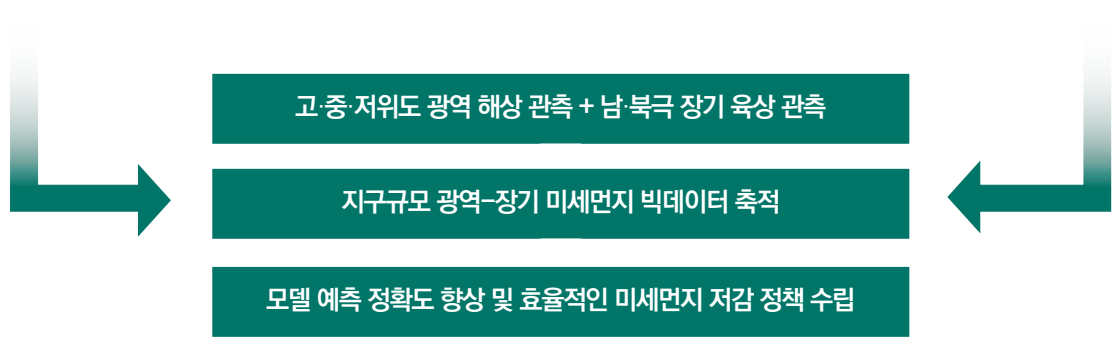 고·중·저위도 광역 해상 관측 + 남·북극 장기 육상 관측
지구규모 광역-장기 미세먼지 빅데이터 축적
모델 예측 정확도 향상 및 효율적인 미세먼지 저감 정책 수립